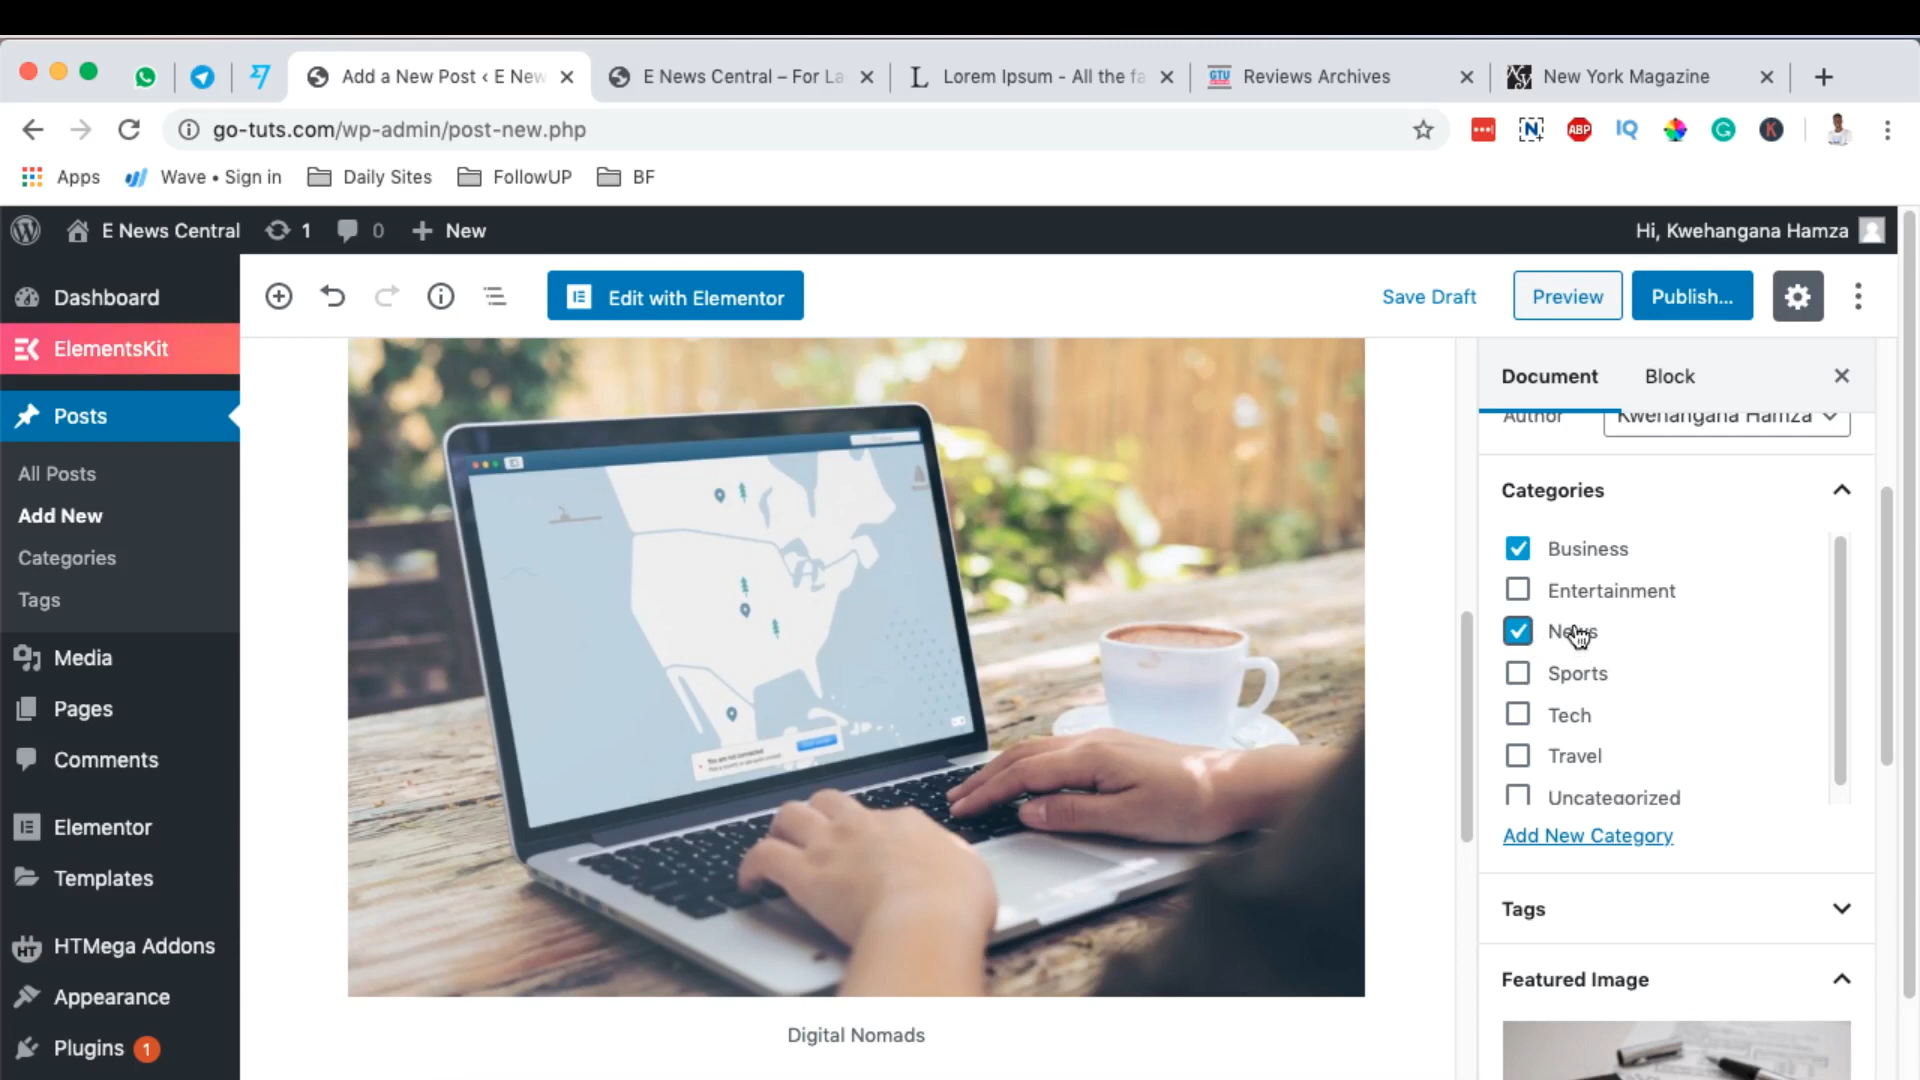 Add a New Post ‹ E New
E News Central – For La
Lorem Ipsum - All the fa
GTU Reviews Archives
New York Magazine
go-tuts.com/wp-admin/post-new.php
ABP
IQ
Apps
Wave • Sign in
Daily Sites
FollowUP
BF
E News Central
1
0
New
Hi, Kwehangana Hamza
Dashboard
ElementsKit
Posts
All Posts
Add New
Categories
Tags
Media
Pages
Comments
Elementor
Templates
HT HTMega Addons
Appearance
Plugins 1
Edit with Elementor
Save Draft
Preview
Publish...
Digital Nomads
Document
Block
Author
Kwehangana Hamza
Categories
Business
Entertainment
News
Sports
Tech
Travel
Uncategorized
Add New Category
Tags
Featured Image